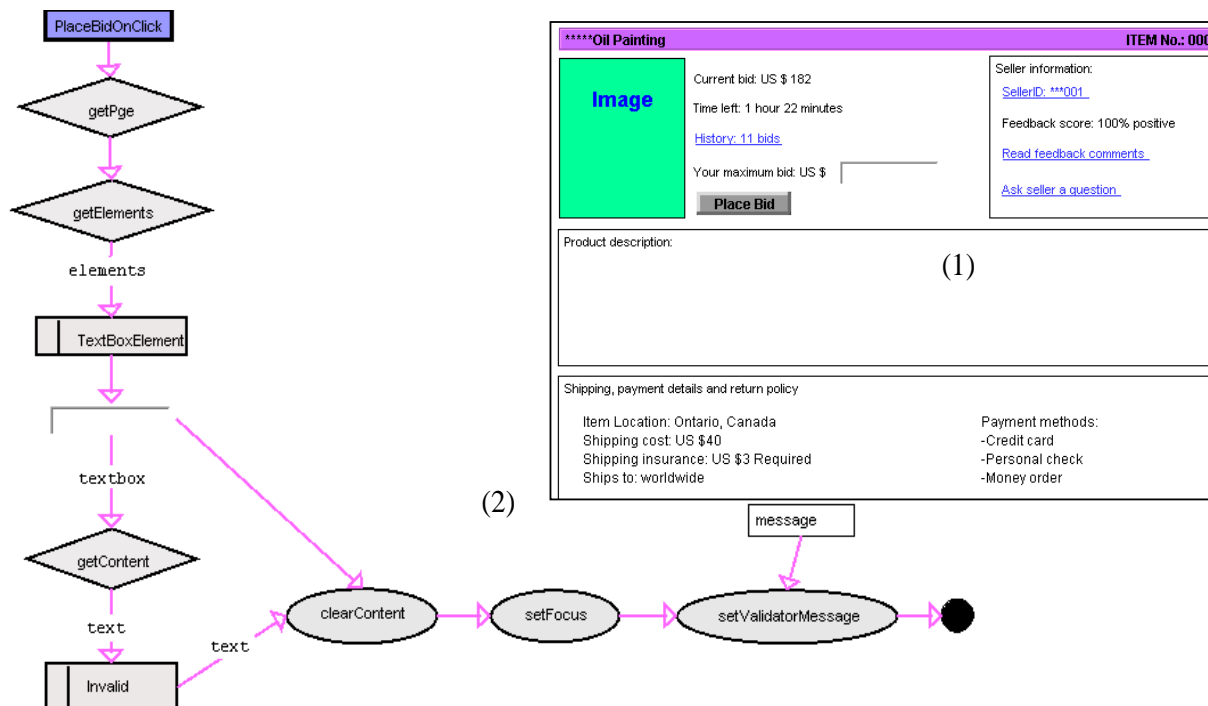 PlaceBidOnClick
getPge
getElements
elements
TextBoxElement
textbox
getContent
text
Invalid
text
clearContent
setFocus
setValidatorMessage
message
(2)
*****Oil Painting
ITEM No.: 000
Image
Current bid: US $ 182
Time left: 1 hour 22 minutes
History: 11 bids
Your maximum bid: US $
Place Bid
Seller information:
SellerID: ***001
Feedback score: 100% positive
Read feedback comments
Ask seller a question
Product description:
(1)
Shipping, payment details and return policy
Item Location: Ontario, Canada
Shipping cost: US $40
Shipping insurance: US $3 Required
Ships to: worldwide
Payment methods:
-Credit card
-Personal check
-Money order